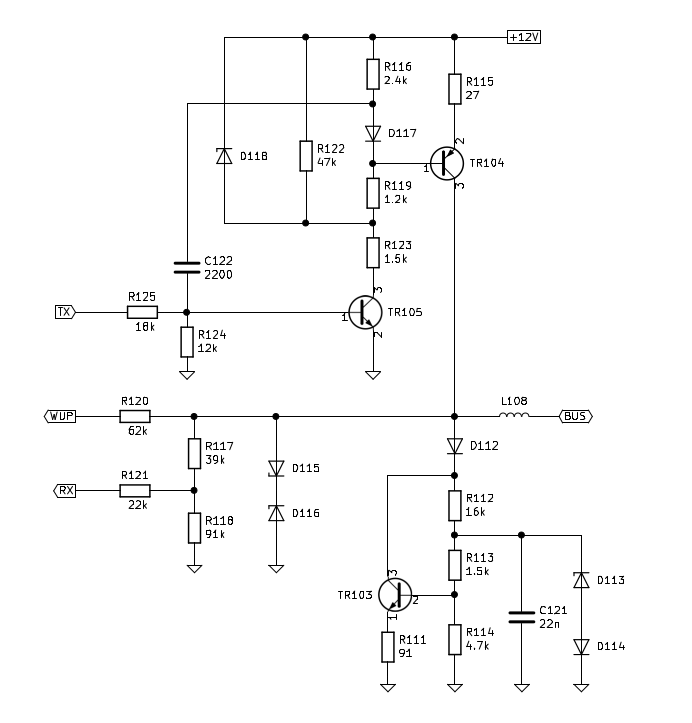 +12V
R116
2.4k
R115
27
D117
2
D118
R122
47k
1
TR104
3
R119
1.2k
R123
1.5k
C122
2200
R125
18k
TX
3
1
TR105
2
R124
12k
R120
62k
WUP
L108
BUS
R117
39k
D115
D112
R121
22k
RX
R118
91k
D116
R112
16k
R113
1.5k
3
TR103
2
1
D113
C121
22n
R111
91
R114
4.7k
D114